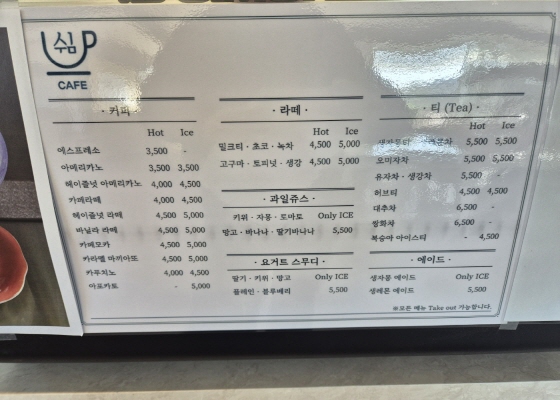 쉼
CAFE
· 커피 ·
Hot Ice
에스프레소 3,500 -
아메리카노 3,500 3,500
헤이즐넛 아메리카노 4,000 4,500
카페라떼 4,000 4,500
헤이즐넛 라떼 4,500 5,000
바닐라 라떼 4,500 5,000
카페모카 4,500 5,000
카라멜 마끼아또 4,500 5,000
카푸치노 4,000 4,500
아포카토 - 5,000
· 라떼 ·
Hot Ice
밀크티 · 초코 · 녹차 4,500 5,000
고구마 · 토피넛 · 생강 4,500 5,000
· 과일쥬스 ·
키위 · 자몽 · 토마토 Only ICE
망고 · 바나나 · 딸기바나나 5,500
· 요거트 스무디 ·
딸기 · 키위 · 망고 Only ICE
플레인 · 블루베리 5,500
· 티 (Tea) ·
Hot Ice
5,500 5,500
오미자차 5,500 5,500
유자차 · 생강차 5,500 -
허브티 4,500 4,500
대추차 6,500 -
쌍화차 6,500 -
복숭아 아이스티 - 4,500
· 에이드 ·
생자몽 에이드 Only ICE
생레몬 에이드 5,500
※모든 메뉴 Take out 가능합니다.